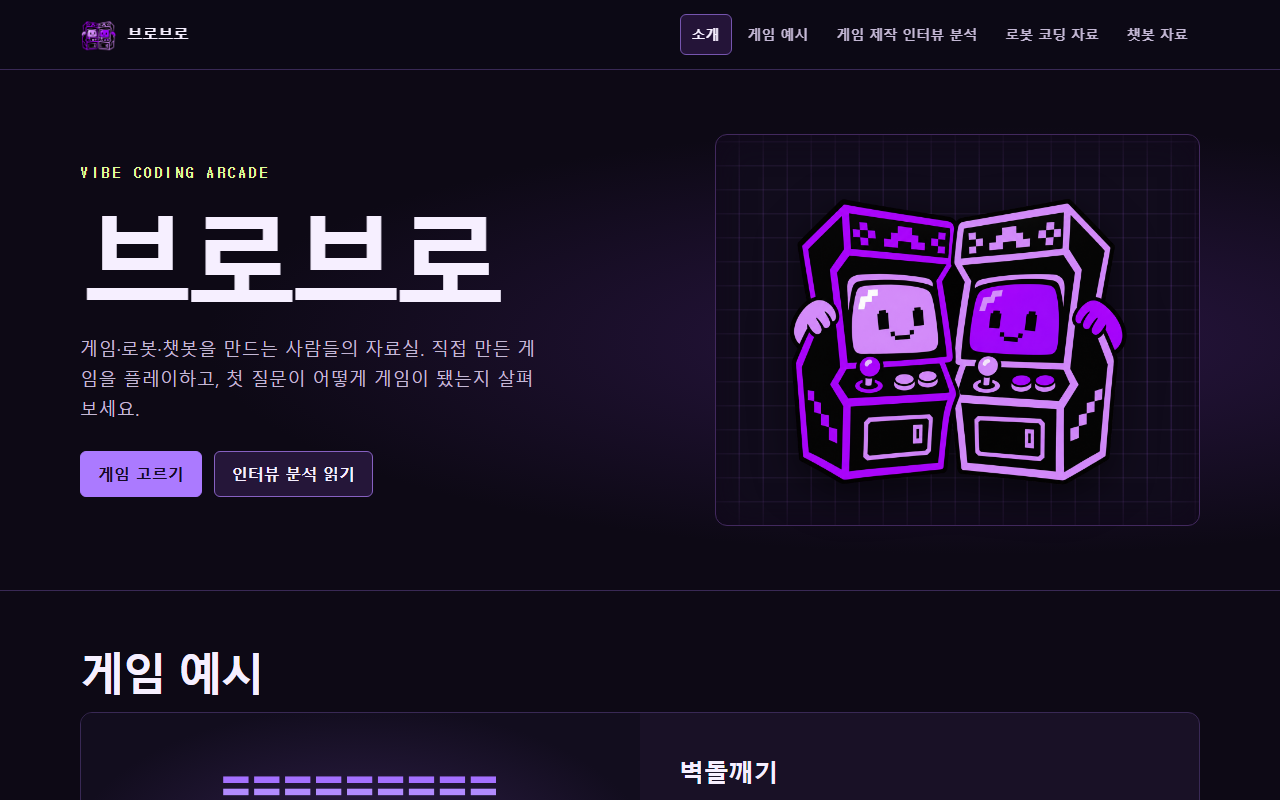 브로브로
소개
게임 예시
게임 제작 인터뷰 분석
로봇 코딩 자료
챗봇 자료
VIBE CODING ARCADE
브로브로
게임·로봇·챗봇을 만드는 사람들의 자료실. 직접 만든 게
임을 플레이하고, 첫 질문이 어떻게 게임이 됐는지 살펴
보세요.
게임 고르기
인터뷰 분석 읽기
게임 예시
벽돌깨기